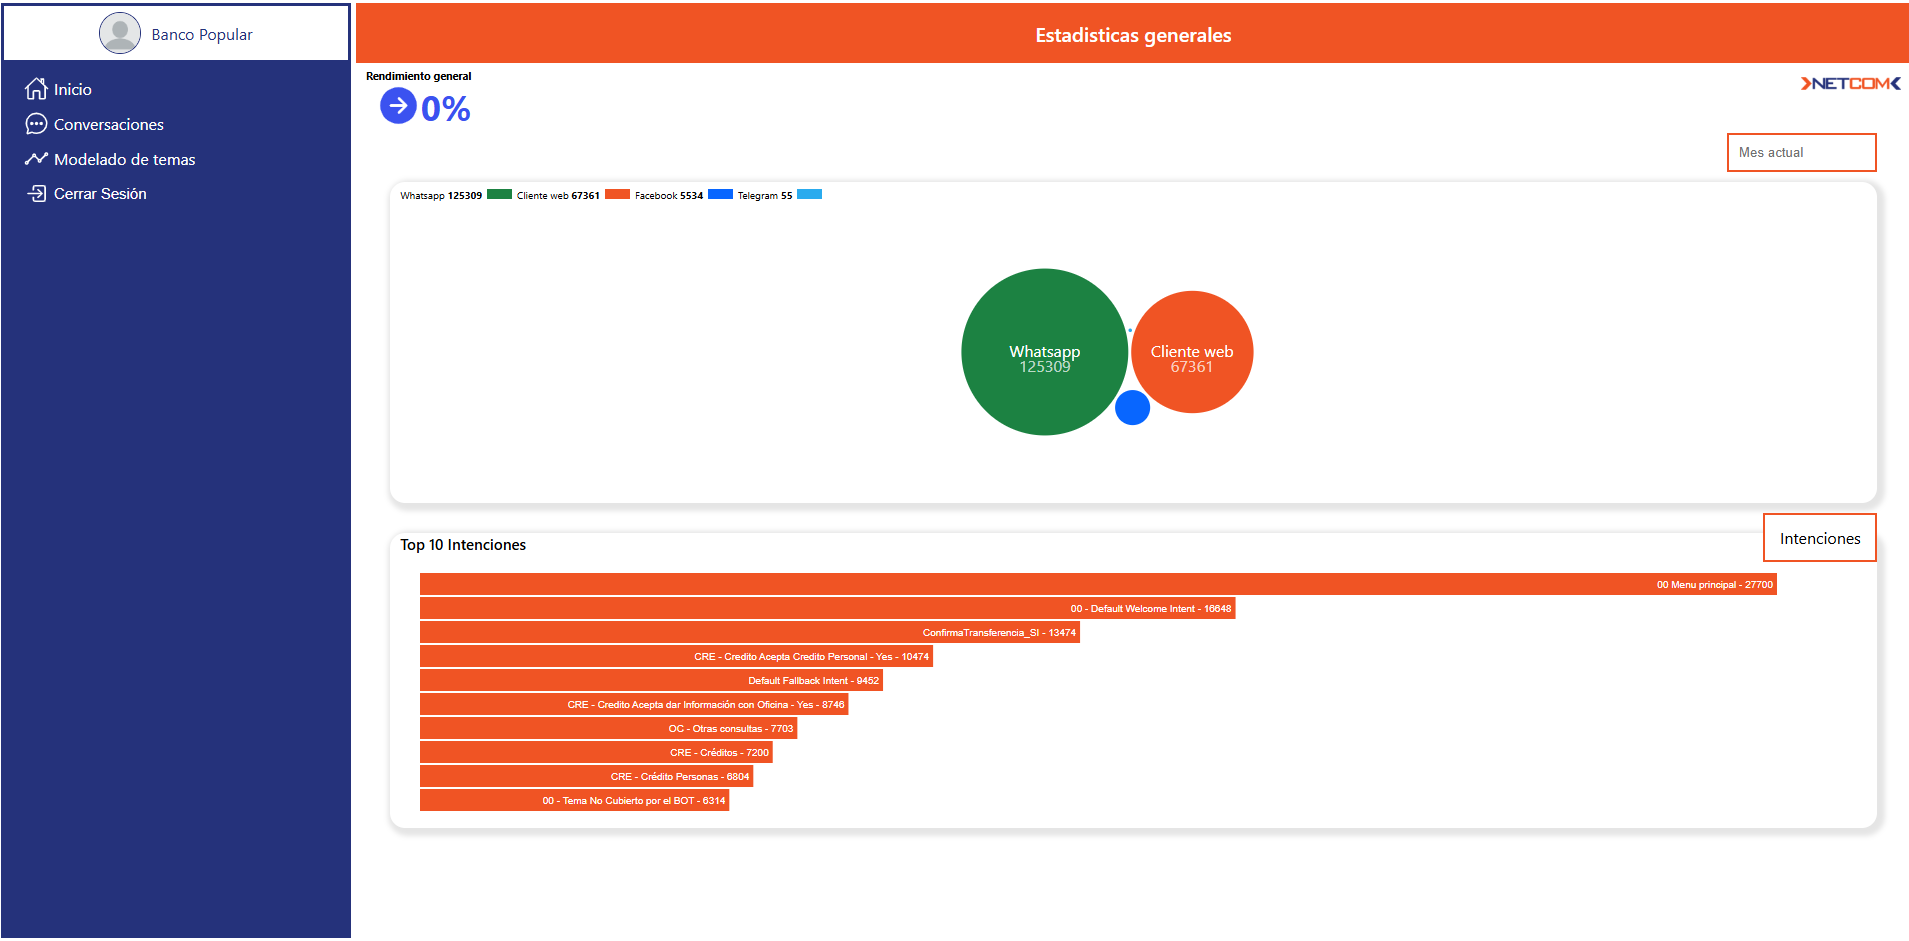 Banco Popular
Inicio
Conversaciones
Modelado de temas
Cerrar Sesión
Estadisticas generales
Rendimiento general
0%
NETCOM
Mes actual
Whatsapp 125309 Cliente web 67361 Facebook 5534 Telegram 55
Whatsapp
125309
Cliente web
67361
Top 10 Intenciones
Intenciones
00 Menu principal - 27700
00 - Default Welcome Intent - 16648
ConfirmaTransferencia_SI - 13474
CRE - Credito Acepta Credito Personal - Yes - 10474
Default Fallback Intent - 9452
CRE - Credito Acepta dar Información con Oficina - Yes - 8746
OC - Otras consultas - 7703
CRE - Créditos - 7200
CRE - Crédito Personas - 6804
00 - Tema No Cubierto por el BOT - 6314